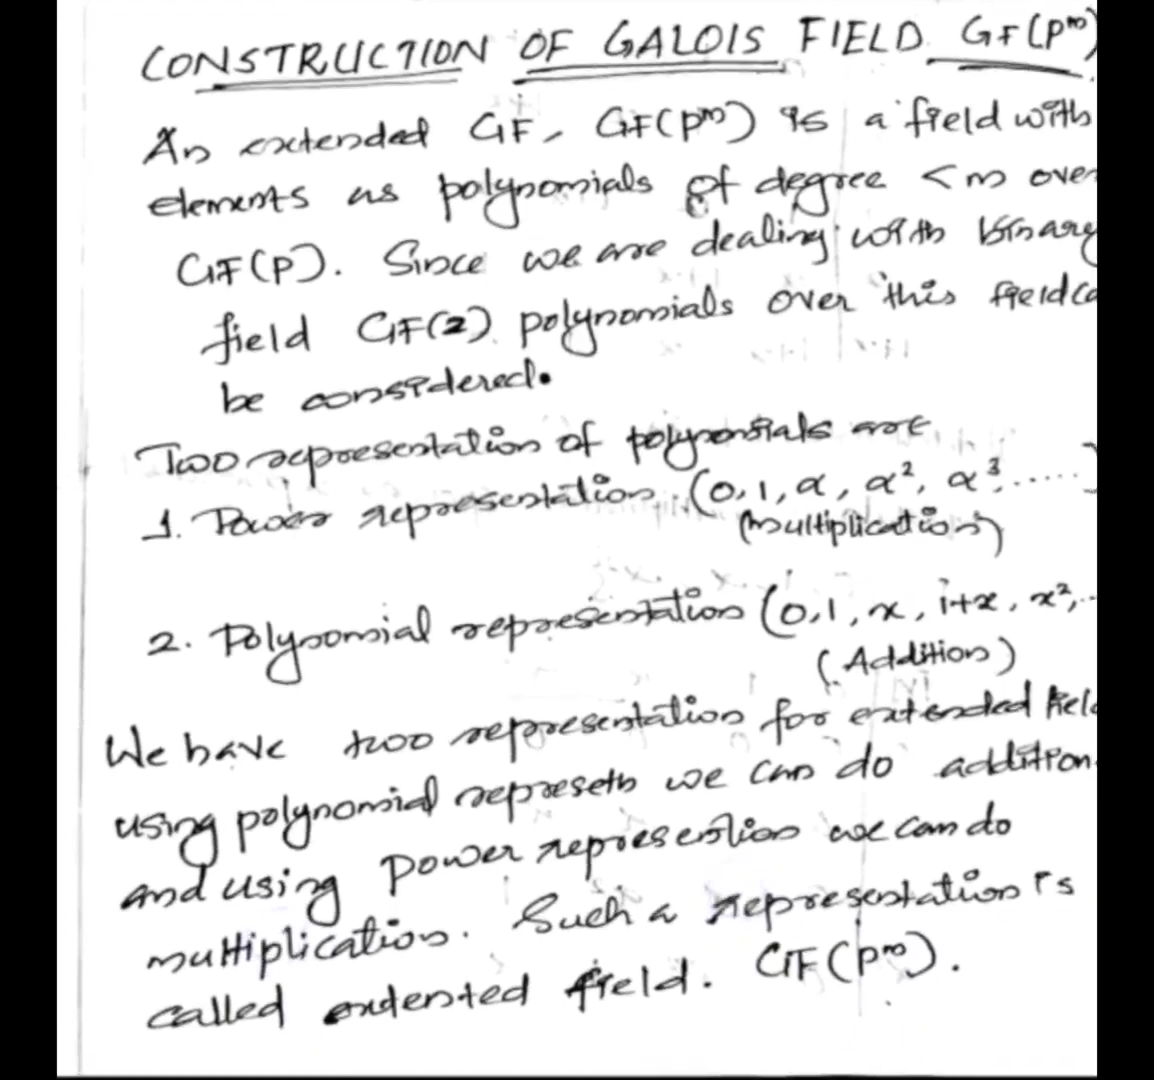 CONSTRUCTION OF GALOIS FIELD GF(p^m)
An extended GF, GF(p^m) is a field with
elements as polynomials of degree < m over
GF(p). Since we are dealing with binary
field GF(2) polynomials over this field ca
be considered.
Two representation of polynomials are
1. Power representation (0, 1, α, α², α³, ......)
(multiplication)
2. Polynomial representation (0, 1, x, 1+x, x², ..
(Addition)
We have two representation for extended fiel
using polynomial represetn we can do addition
and using power represention we can do
multiplication. Such a representation is
called extented field. GF(p^m).